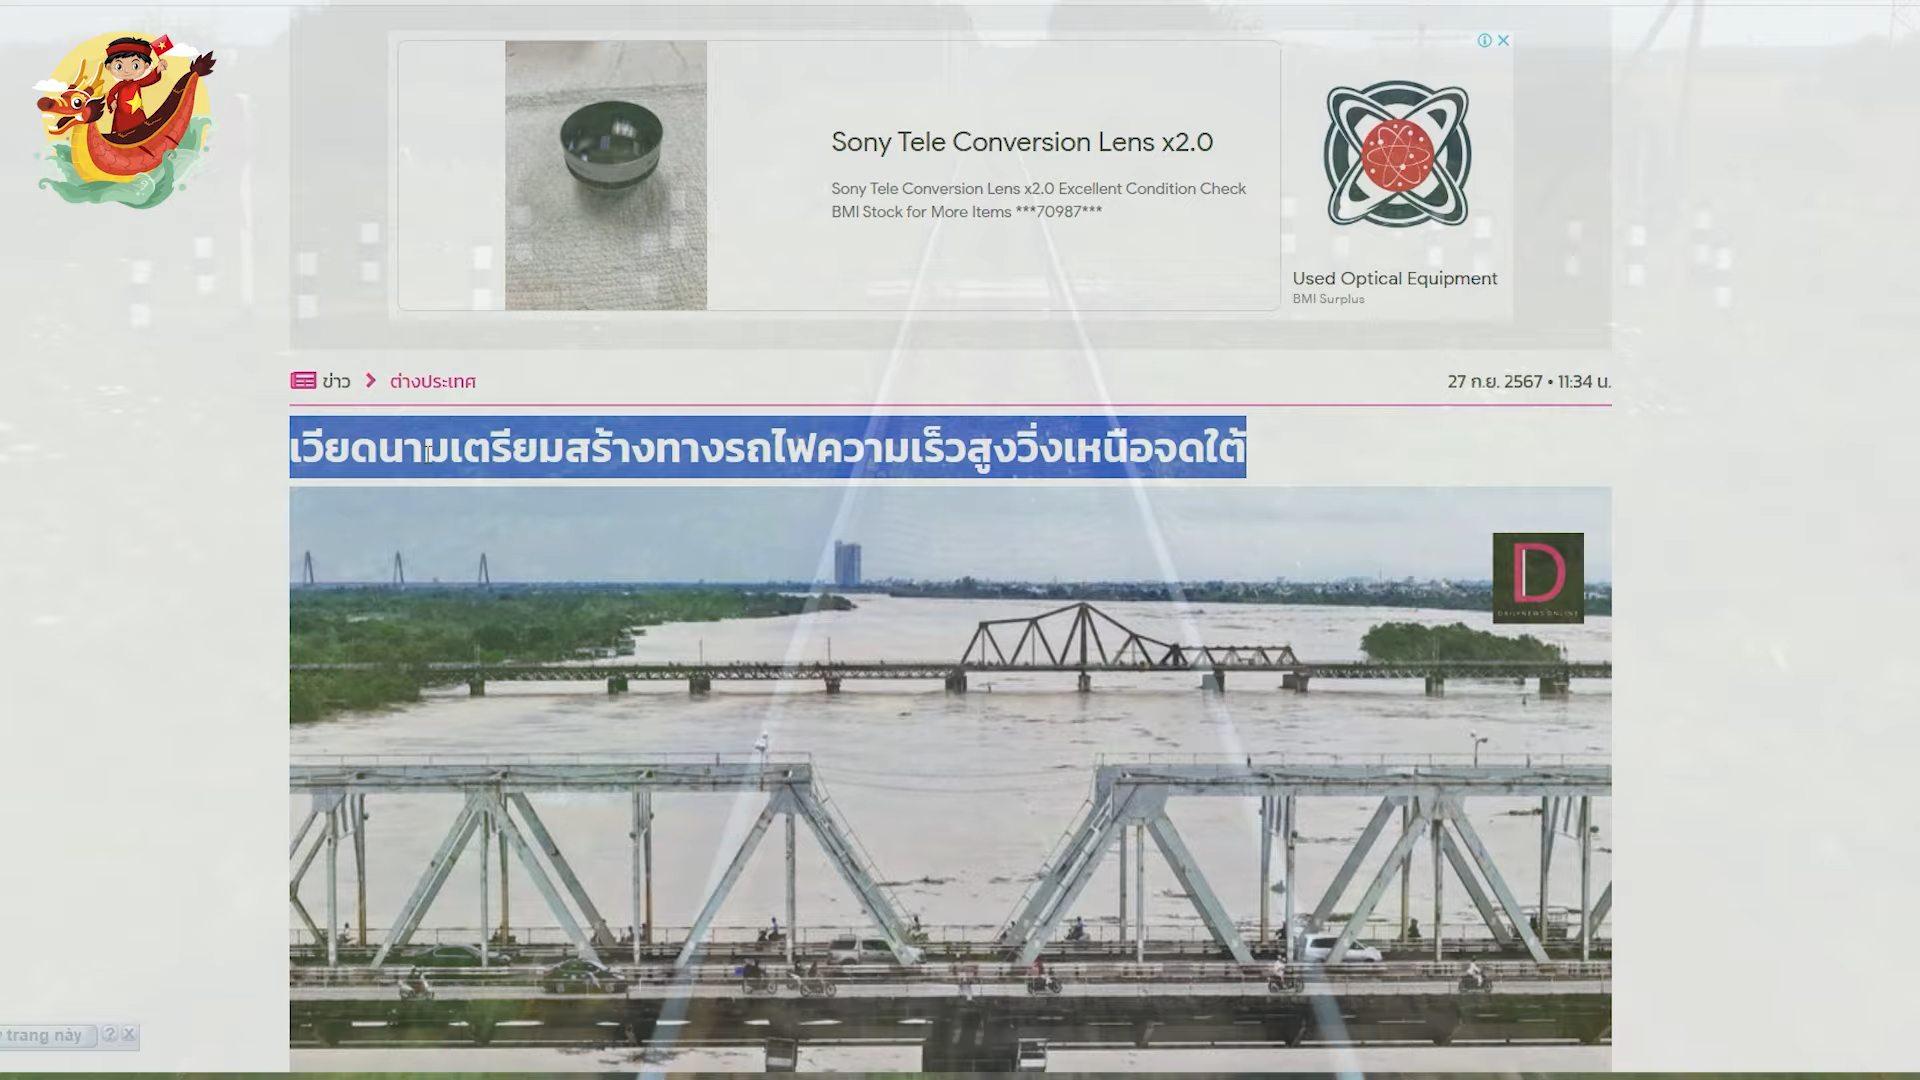 Sony Tele Conversion Lens x2.0
Sony Tele Conversion Lens x2.0 Excellent Condition Check
BMI Stock for More Items ***70987***
Used Optical Equipment
BMI Surplus
ข่าว
ต่างประเทศ
27 ก.ย. 2567 • 11:34 น.
เวียดนามเตรียมสร้างทางรถไฟความเร็วสูงวิ่งเหนือจดใต้
D
DAILYNEWS ONLINE
trang này